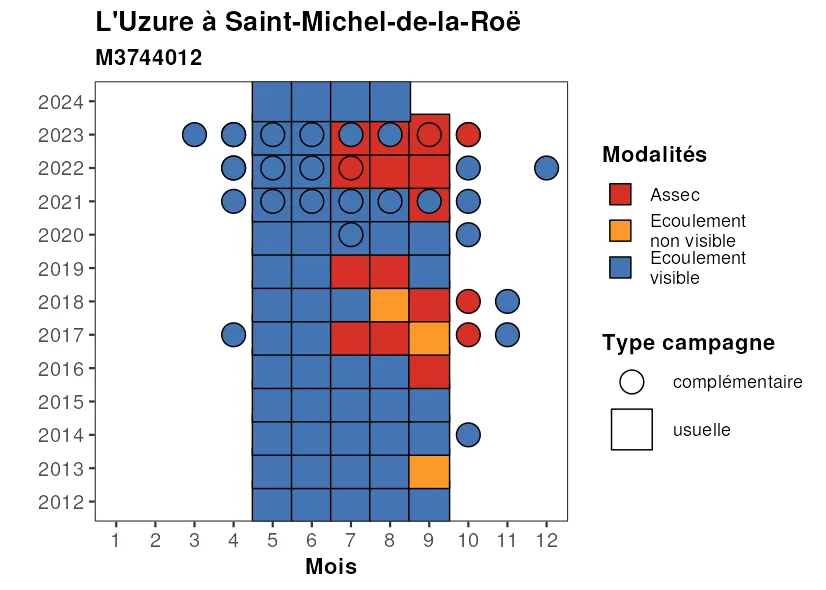 L'Uzure à Saint-Michel-de-la-Roë
M3744012
2024
2023
2022
2021
2020
2019
2018
2017
2016
2015
2014
2013
2012
1 2 3 4 5 6 7 8 9 10 11 12
Mois
Modalités
Assec
Ecoulement
non visible
Ecoulement
visible
Type campagne
complémentaire
usuelle